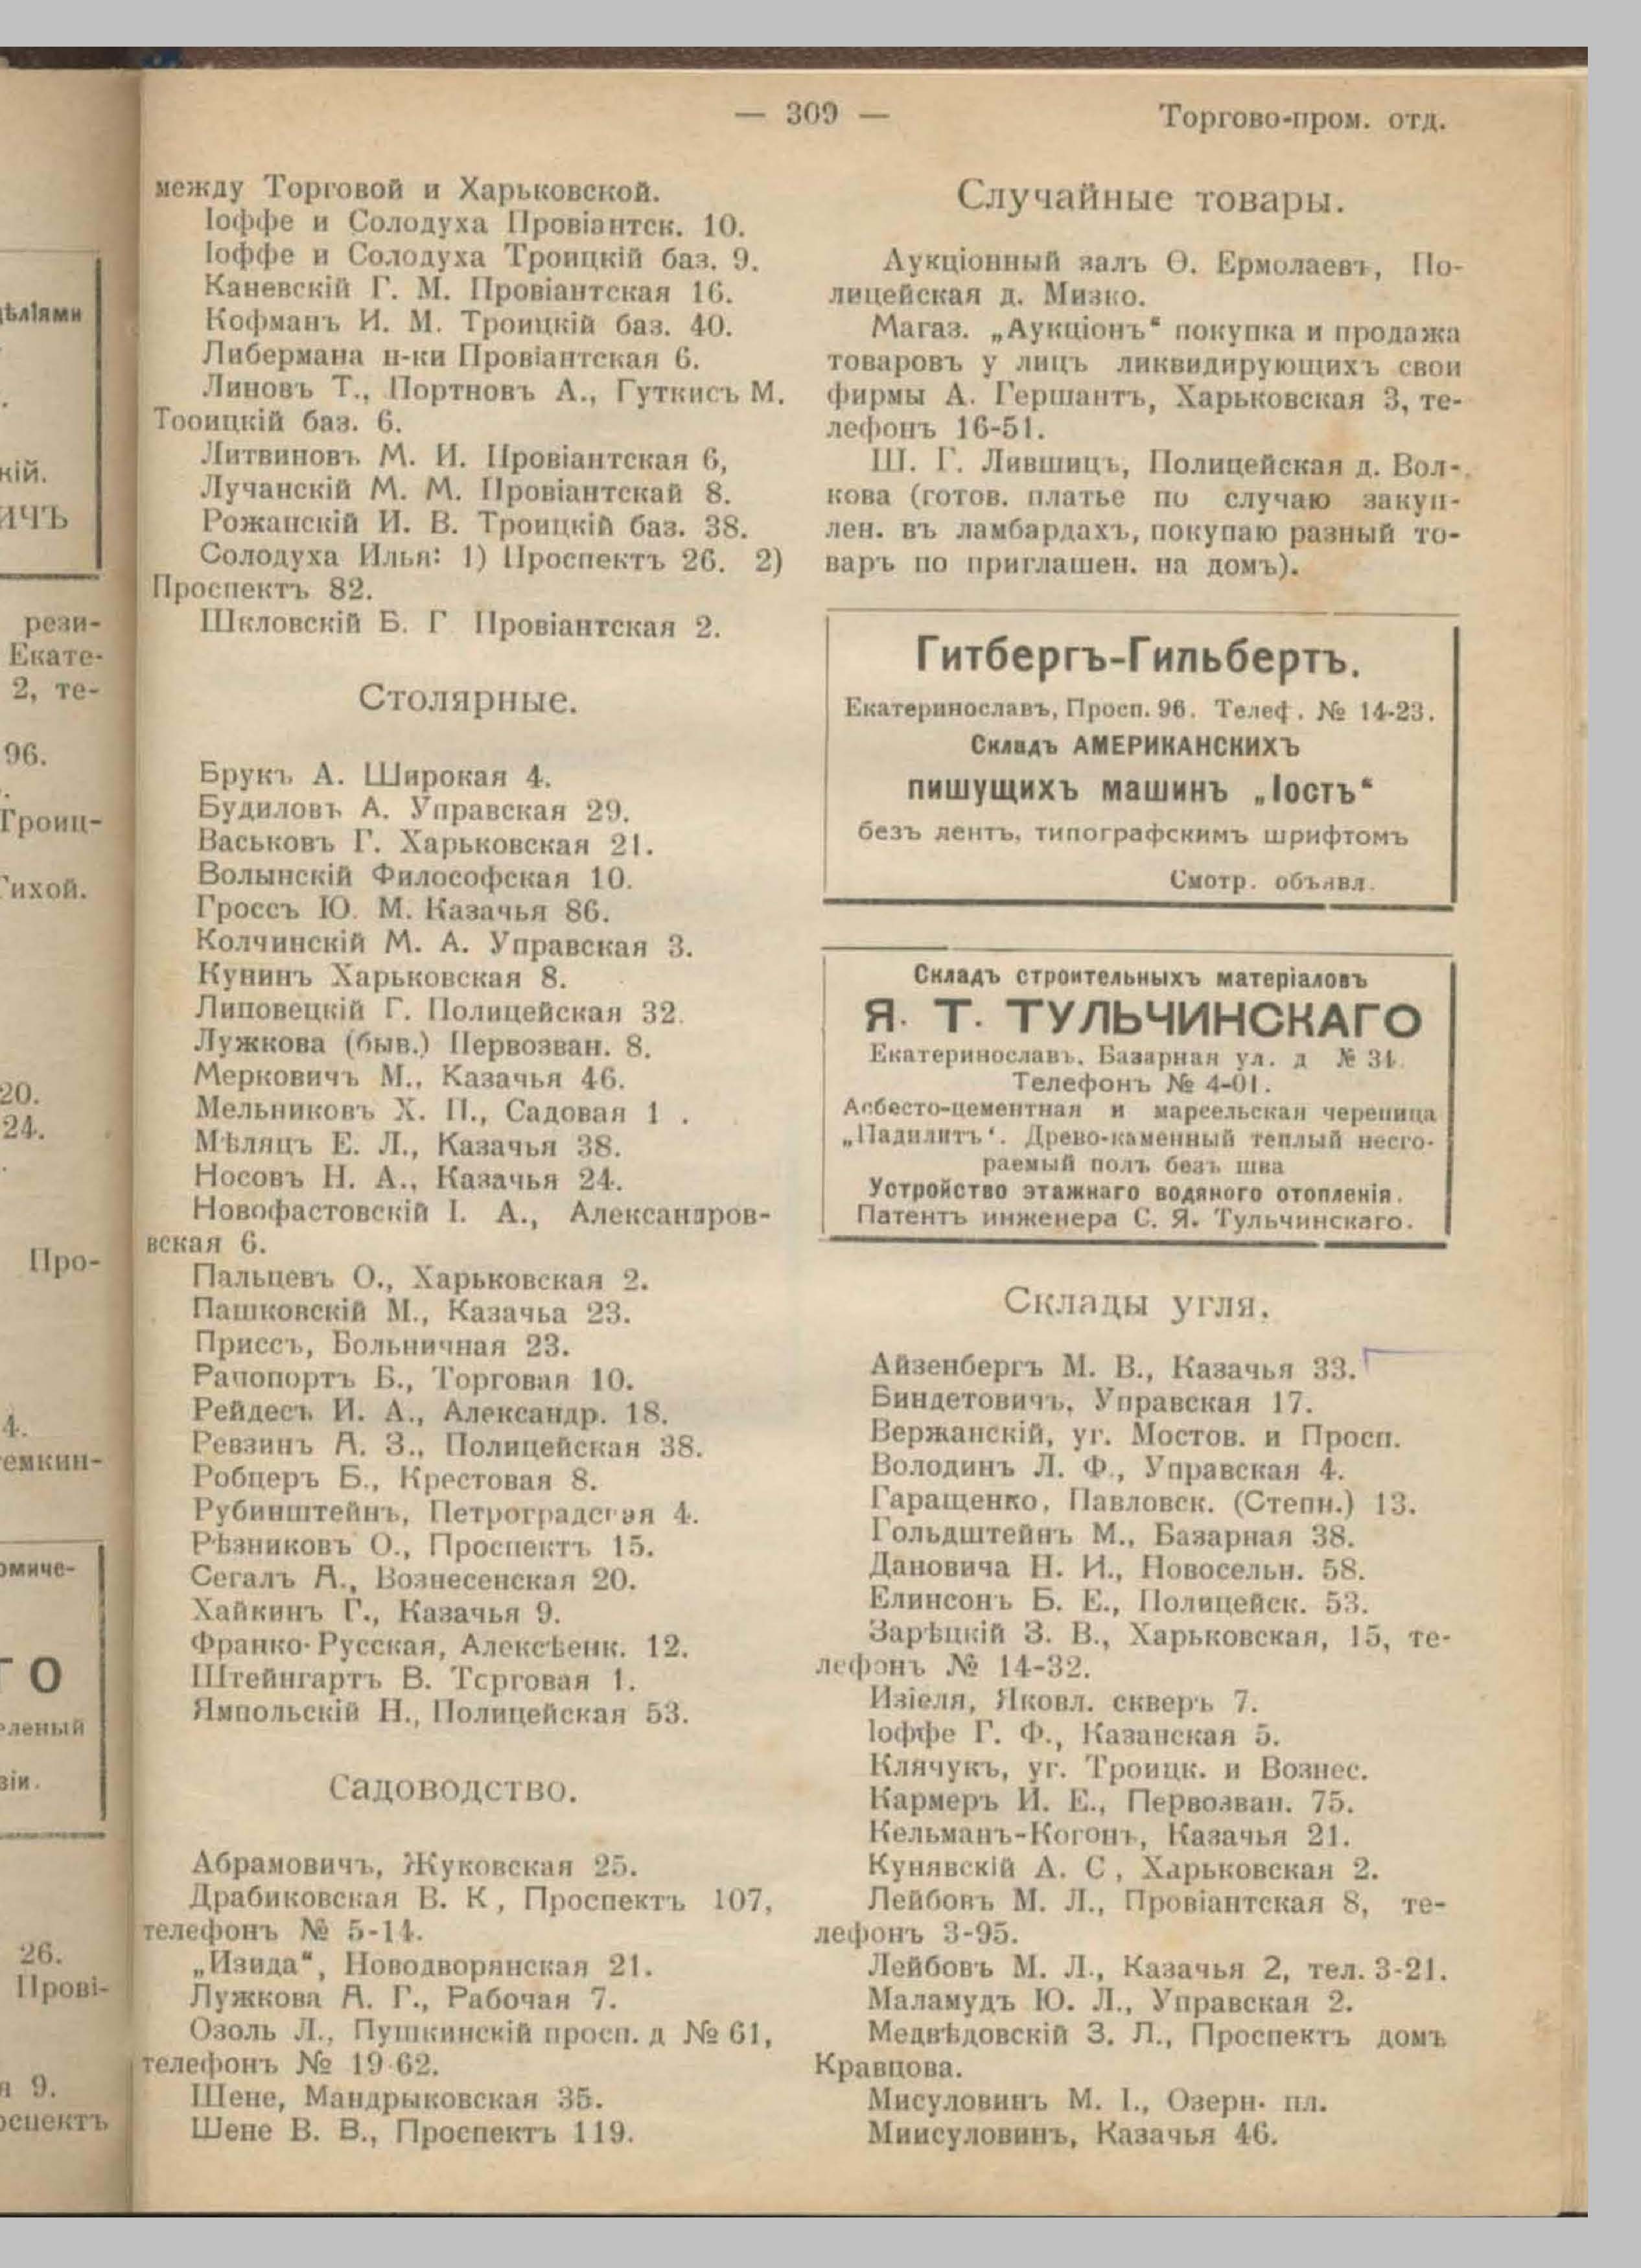 — 309 —
Торгово-пром. отд.
между Торговой и Харьковской.
Іоффе и Солодуха Провіантск. 10.
Іоффе и Солодуха Троицкій баз. 9.
Каневскій Г. М. Провіантская 16.
Кофманъ И. М. Троицкій баз. 40.
Либермана н-ки Провіантская 6.
Линовъ Т., Портновъ А., Гуткисъ М.
Тооицкій баз. 6.
Литвиновъ М. И. Провіантская 6,
Лучанскій М. М. Провіантскай 8.
Рожанскій И. В. Троицкій баз. 38.
Солодуха Илья: 1) Проспектъ 26. 2)
Проспектъ 82.
Шкловскій Б. Г Провіантская 2.
Столярные.
Брукъ А. Широкая 4.
Будиловъ А. Управская 29.
Васьковъ Г. Харьковская 21.
Волынскій Философская 10.
Гроссъ Ю. М. Казачья 86.
Колчинскій М. А. Управская 3.
Кунинъ Харьковская 8.
Липовецкій Г. Полицейская 32.
Лужкова (быв.) Первозван. 8.
Мерковичъ М., Казачья 46.
Мельниковъ Х. П., Садовая 1 .
Мѣляцъ Е. Л., Казачья 38.
Носовъ Н. А., Казачья 24.
Новофастовскій І. А., Александров-
вская 6.
Пальцевъ О., Харьковская 2.
Пашковскій М., Казачьа 23.
Приссъ, Больничная 23.
Рапопортъ Б., Торговая 10.
Рейдесъ И. А., Александр. 18.
Ревзинъ А. З., Полицейская 38.
Робцеръ Б., Крестовая 8.
Рубинштейнъ, Петроградская 4.
Рѣзниковъ О., Проспектъ 15.
Сегалъ А., Вознесенская 20.
Хайкинъ Г., Казачья 9.
Франко-Русская, Алексѣенк. 12.
Штейнгартъ В. Тсрговая 1.
Ямпольскій Н., Полицейская 53.
Садоводство.
Абрамовичъ, Жуковская 25.
Драбиковская В. К , Проспектъ 107,
телефонъ № 5-14.
„Изида“, Новодворянская 21.
Лужкова А. Г., Рабочая 7.
Озоль Л., Пушкинскій просп. д № 61,
телефонъ № 19-62.
Шене, Мандрыковская 35.
Шене В. В., Проспектъ 119.
Случайные товары.
Аукціонный залъ Ѳ. Ермолаевъ, По-
лицейская д. Мизко.
Магаз. „Аукціонъ“ покупка и продажа
товаровъ у лицъ ликвидирующихъ свои
фирмы А. Гершантъ, Харьковская 3, те-
лефонъ 16-51.
Ш. Г. Лившицъ, Полицейская д. Вол-
кова (готов. платье по случаю закуп-
лен. въ ламбардахъ, покупаю разный то-
варъ по приглашен. на домъ).
Гитбергъ-Гильбертъ.
Екатеринославъ, Просп. 96. Телеф. № 14-23.
Складъ АМЕРИКАНСКИХЪ
пишущихъ машинъ „Іостъ“
безъ лентъ, типографскимъ шрифтомъ
Смотр. объявл.
Складъ строительныхъ матеріаловъ
Я. Т. ТУЛЬЧИНСКАГО
Екатеринославъ, Базарная ул. д № 34.
Телефонъ № 4-01.
Асбесто-цементная и марсельская черепица
„Падилитъ‘. Древо-каменный теплый несго-
раемый полъ безъ шва
Устройство этажнаго водяного отопленія.
Патентъ инженера С. Я. Тульчинскаго.
Склады угля.
Айзенбергъ М. В., Казачья 33.
Биндетовичъ, Управская 17.
Вержанскій, уг. Мостов. и Просп.
Володинъ Л. Ф., Управская 4.
Гаращенко, Павловск. (Степн.) 13.
Гольдштейнъ М., Базарная 38.
Дановича Н. И., Новосельн. 58.
Елинсонъ Б. Е., Полицейск. 53.
Зарѣцкій З. В., Харьковская, 15, те-
лефонъ № 14-32.
Изіеля, Яковл. скверъ 7.
Іоффе Г. Ф., Казанская 5.
Клячукъ, уг. Троицк. и Вознес.
Кармеръ И. Е., Первозван. 75.
Кельманъ-Когонъ, Казачья 21.
Кунявскій А. С , Харьковская 2.
Лейбовъ М. Л., Провіантская 8, те-
лефонъ 3-95.
Лейбовъ М. Л., Казачья 2, тел. 3-21.
Маламудъ Ю. Л., Управская 2.
Медвѣдовскій З. Л., Проспектъ домъ
Кравцова.
Мисуловинъ М. І., Озерн. пл.
Миисуловинъ, Казачья 46.